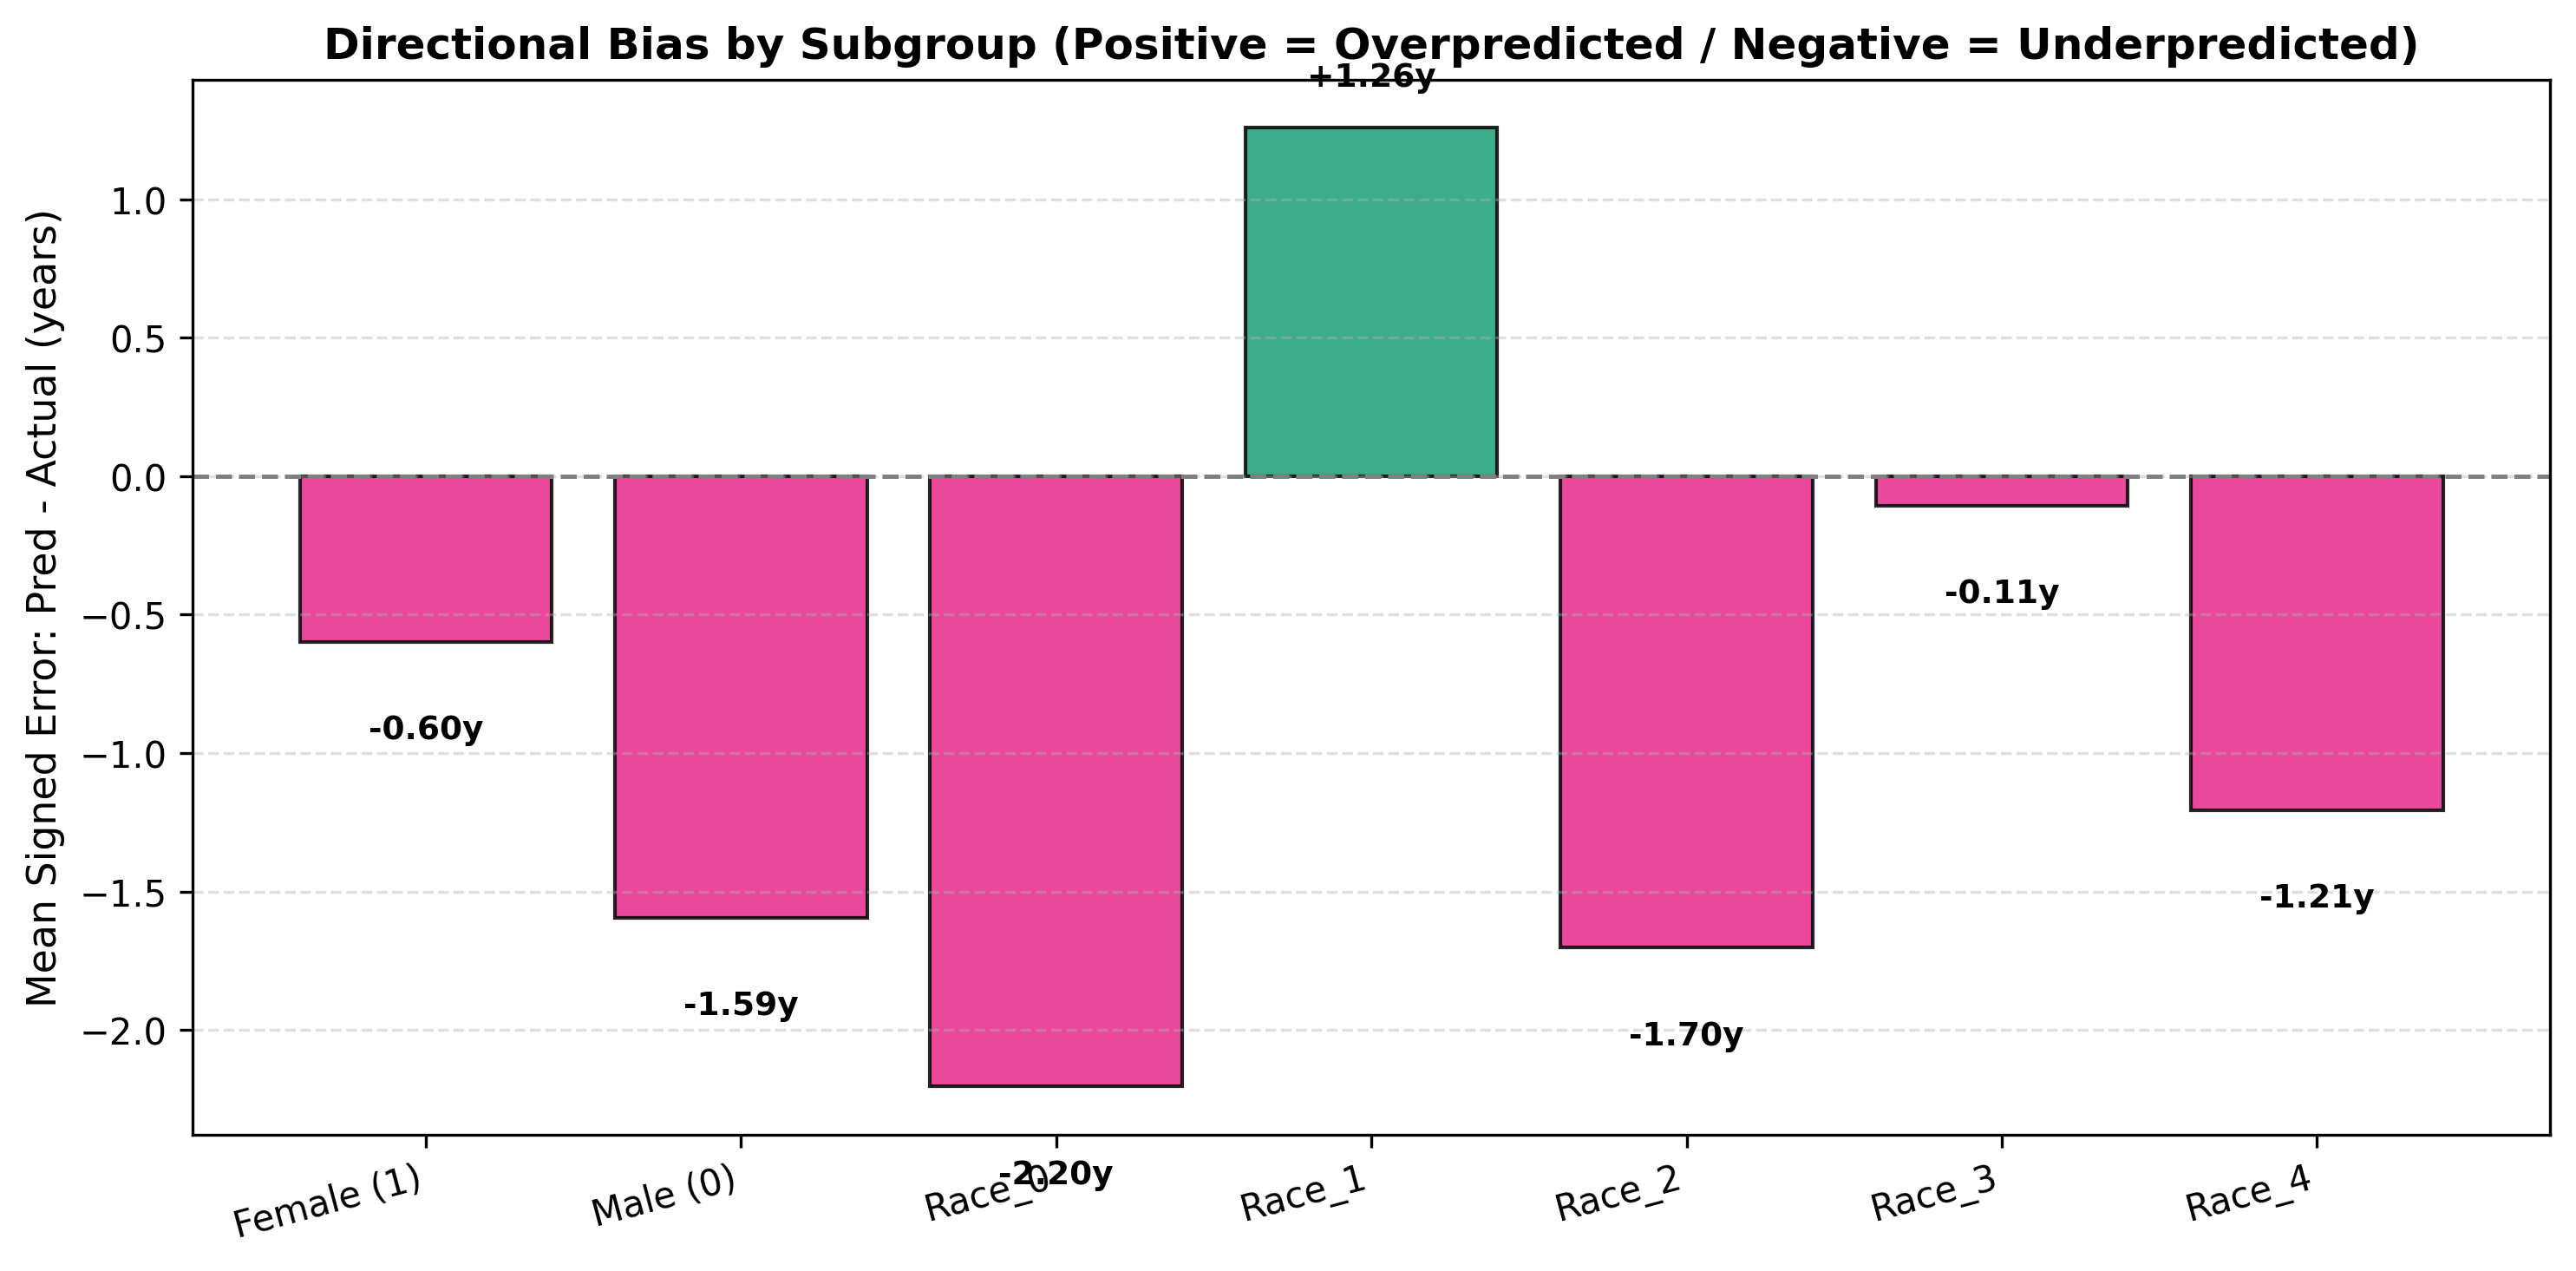 Directional Bias by Subgroup (Positive = Overpredicted / Negative = Underpredicted)
+1.26y
Mean Signed Error: Pred - Actual (years)
1.0
0.5
0.0
−0.5
−1.0
−1.5
−2.0
-0.60y
-1.59y
-2.20y
-1.70y
-0.11y
-1.21y
Female (1)
Male (0)
Race_0
Race_1
Race_2
Race_3
Race_4